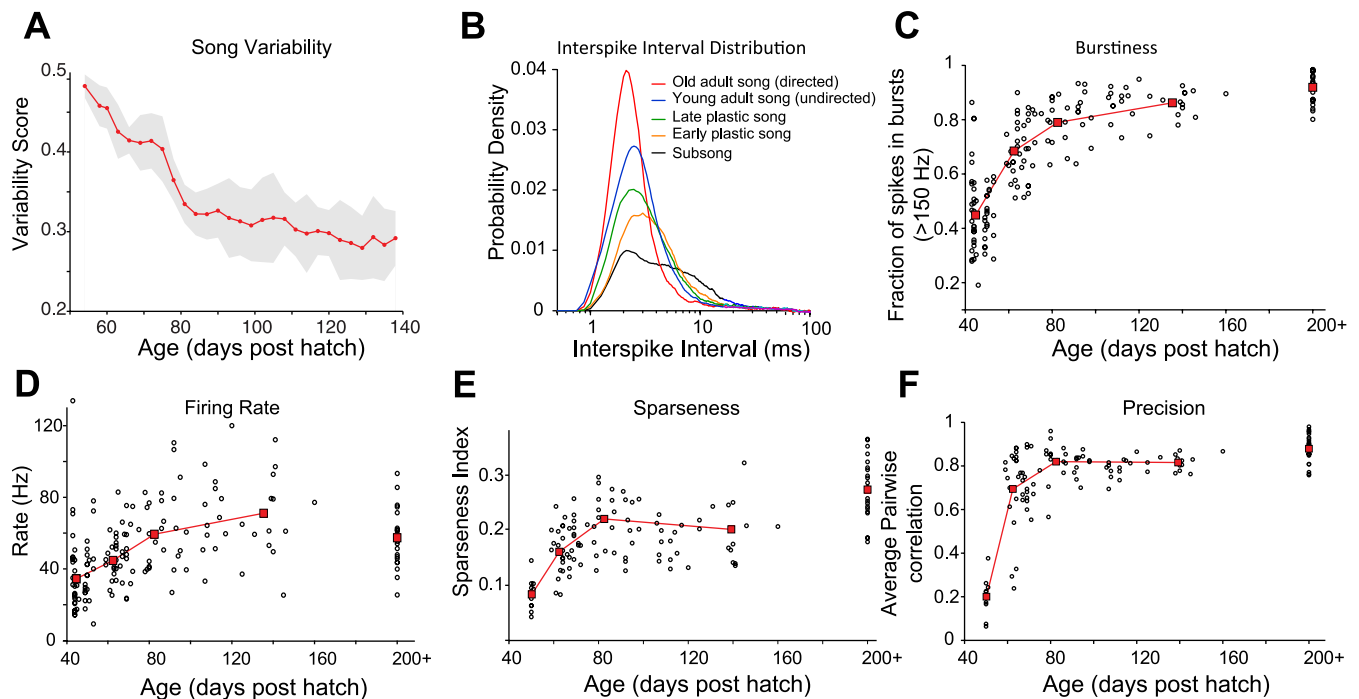 A
Song Variability
0.5
0.4
0.3
0.2
Variability Score
60
80
100
120
140
Age (days post hatch)
B
Interspike Interval Distribution
0.04
0.03
0.02
0.01
0
Probability Density
Old adult song (directed)
Young adult song (undirected)
Late plastic song
Early plastic song
Subsong
1
10
100
Interspike Interval (ms)
C
Burstiness
1
0.8
0.6
0.4
0.2
0.1
Fraction of spikes in bursts
(>150 Hz)
40
80
120
160
200+
Age (days post hatch)
D
Firing Rate
120
80
40
0
Rate (Hz)
40
60
80
100
120
140
200+
Age (days post hatch)
E
Sparseness
0.3
0.2
0.1
Sparseness Index
40
80
120
160
200+
Age (days post hatch)
F
Precision
1
0.8
0.6
0.4
0.2
0
Average Pairwise
correlation
40
80
120
160
200+
Age (days post hatch)